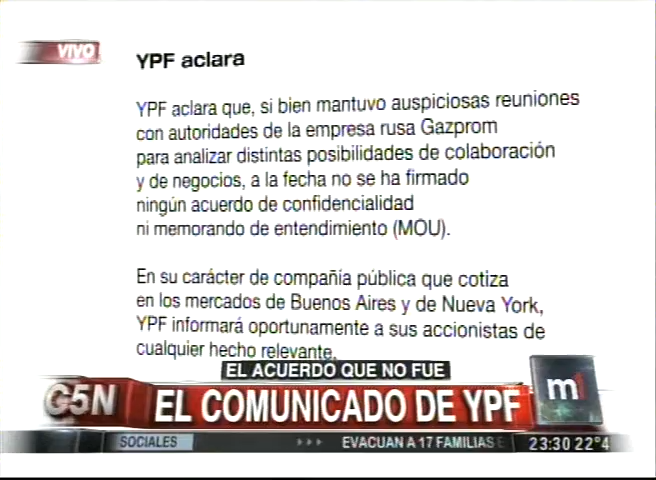 VIVO
YPF aclara
YPF aclara que, si bien mantuvo auspiciosas reuniones
con autoridades de la empresa rusa Gazprom
para analizar distintas posibilidades de colaboración
y de negocios, a la fecha no se ha firmado
ningún acuerdo de confidencialidad
ni memorando de entendimiento (MOU).
En su carácter de compañía pública que cotiza
en los mercados de Buenos Aires y de Nueva York,
YPF informará oportunamente a sus accionistas de
cualquier hecho relevante.
EL ACUERDO QUE NO FUE
C5N EL COMUNICADO DE YPF m1
SOCIALES ▸▸▸ EVACUAN A 17 FAMILIAS E 23:30 22°4